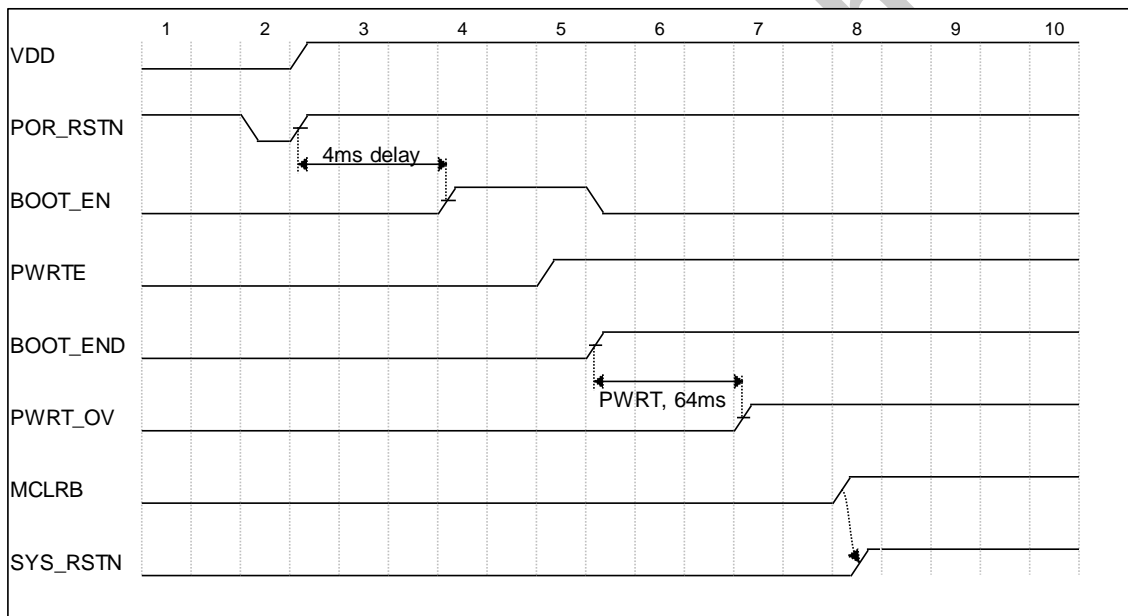 1 2 3 4 5 6 7 8 9 10
VDD
POR_RSTN
4ms delay
BOOT_EN
PWRTE
BOOT_END
PWRT, 64ms
PWRT_OV
MCLRB
SYS_RSTN